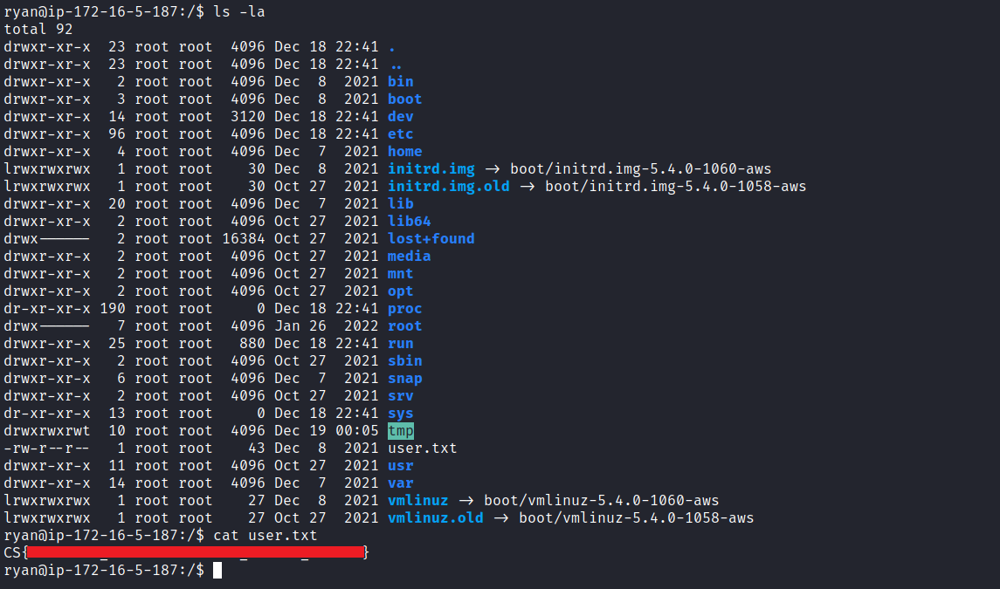 ryan@ip-172-16-5-187:/$ ls -la
total 92
drwxr-xr-x  23 root root  4096 Dec 18 22:41 .
drwxr-xr-x  23 root root  4096 Dec 18 22:41 ..
drwxr-xr-x   2 root root  4096 Dec  8  2021 bin
drwxr-xr-x   3 root root  4096 Dec  8  2021 boot
drwxr-xr-x  14 root root  3120 Dec 18 22:41 dev
drwxr-xr-x  96 root root  4096 Dec 18 22:41 etc
drwxr-xr-x   4 root root  4096 Dec  7  2021 home
lrwxrwxrwx   1 root root    30 Dec  8  2021 initrd.img -> boot/initrd.img-5.4.0-1060-aws
lrwxrwxrwx   1 root root    30 Oct 27  2021 initrd.img.old -> boot/initrd.img-5.4.0-1058-aws
drwxr-xr-x  20 root root  4096 Dec  7  2021 lib
drwxr-xr-x   2 root root  4096 Oct 27  2021 lib64
drwx------   2 root root 16384 Oct 27  2021 lost+found
drwxr-xr-x   2 root root  4096 Oct 27  2021 media
drwxr-xr-x   2 root root  4096 Oct 27  2021 mnt
drwxr-xr-x   2 root root  4096 Oct 27  2021 opt
dr-xr-xr-x 190 root root     0 Dec 18 22:41 proc
drwx------   7 root root  4096 Jan 26  2022 root
drwxr-xr-x  25 root root   880 Dec 18 22:41 run
drwxr-xr-x   2 root root  4096 Oct 27  2021 sbin
drwxr-xr-x   6 root root  4096 Dec  7  2021 snap
drwxr-xr-x   2 root root  4096 Oct 27  2021 srv
dr-xr-xr-x  13 root root     0 Dec 18 22:41 sys
drwxrwxrwt  10 root root  4096 Dec 19 00:05 tmp
-rw-r--r--   1 root root    43 Dec  8  2021 user.txt
drwxr-xr-x  11 root root  4096 Oct 27  2021 usr
drwxr-xr-x  14 root root  4096 Dec  7  2021 var
lrwxrwxrwx   1 root root    27 Dec  8  2021 vmlinuz -> boot/vmlinuz-5.4.0-1060-aws
lrwxrwxrwx   1 root root    27 Oct 27  2021 vmlinuz.old -> boot/vmlinuz-5.4.0-1058-aws
ryan@ip-172-16-5-187:/$ cat user.txt
CS{ }
ryan@ip-172-16-5-187:/$